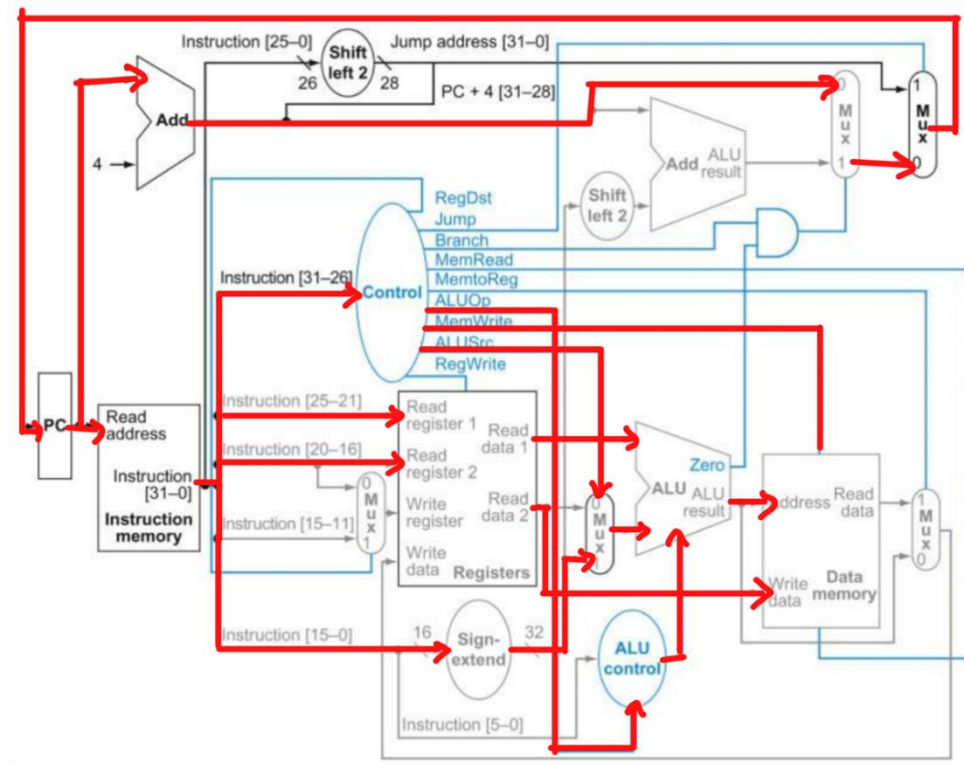 Instruction [25–0]
Shift
left 2
Jump address [31–0]
26
28
PC + 4 [31–28]
Add
4
0
M
u
x
1
1
M
u
x
0
Add
ALU
result
Shift
left 2
RegDst
Jump
Branch
MemRead
MemtoReg
ALUOp
MemWrite
ALUSrc
RegWrite
Instruction [31–26]
Control
PC
Read
address
Instruction
[31–0]
Instruction
memory
Instruction [25–21]
Instruction [20–16]
Instruction [15–11]
0
M
u
x
1
Read
register 1
Read
register 2
Write
register
Write
data
Read
data 1
Read
data 2
Registers
0
M
u
x
Zero
ALU
ALU
result
Address
Read
data
Write
data
Data
memory
1
M
u
x
0
Instruction [15–0]
16
Sign-
extend
32
ALU
control
Instruction [5–0]